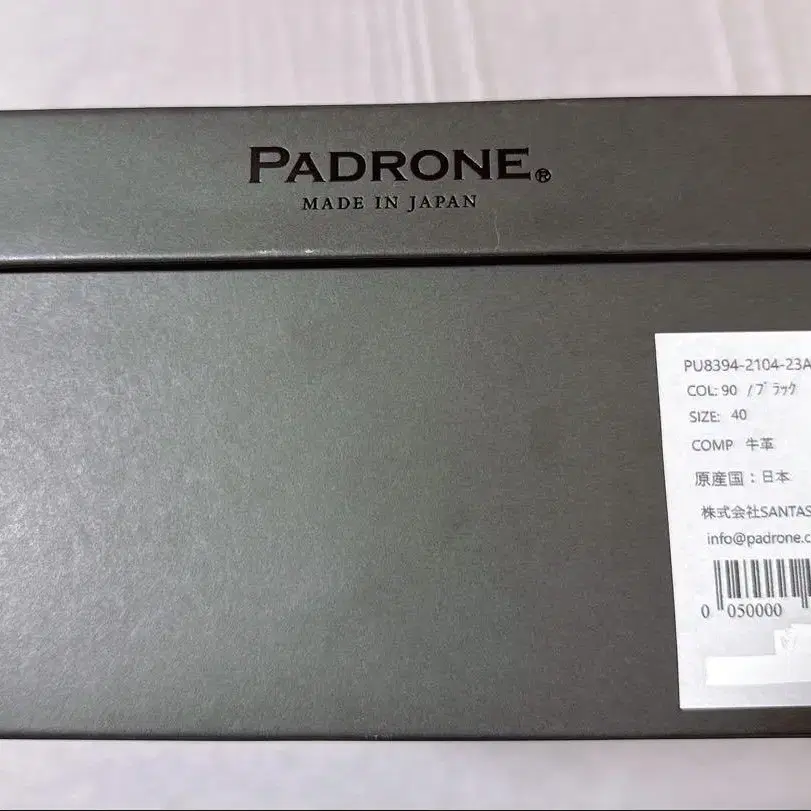 PADRONE®
MADE IN JAPAN
PU8394-2104-23A
COL: 90 /ブラック
SIZE: 40
COMP 牛革
原産国：日本
株式会社SANTAS
info@padrone.c
0 050000